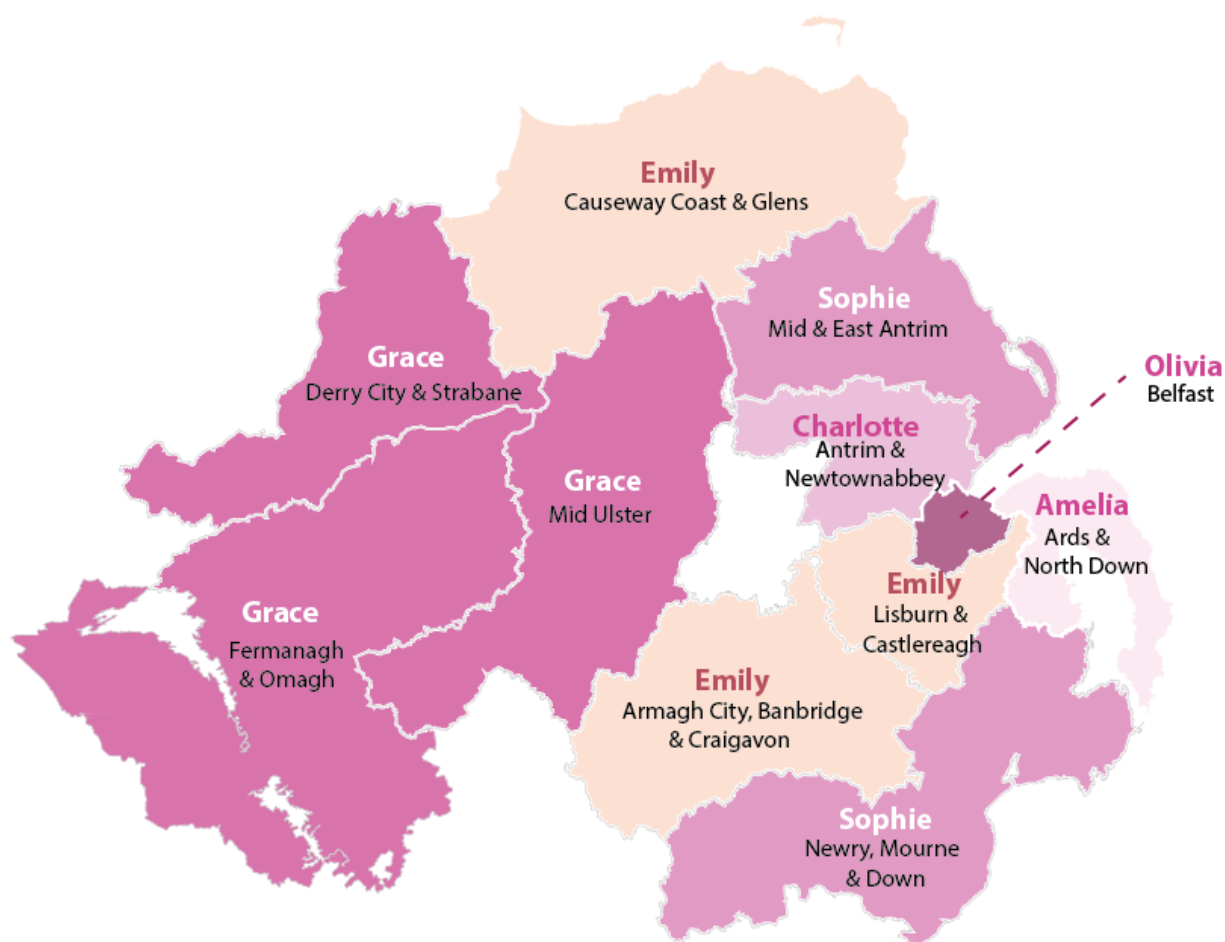 Emily
Causeway Coast & Glens
Sophie
Mid & East Antrim
Grace
Derry City & Strabane
Olivia
Belfast
Charlotte
Antrim &
Newtownabbey
Grace
Mid Ulster
Amelia
Ards &
North Down
Emily
Lisburn &
Castlereagh
Grace
Fermanagh
& Omagh
Emily
Armagh City, Banbridge
& Craigavon
Sophie
Newry, Mourne
& Down